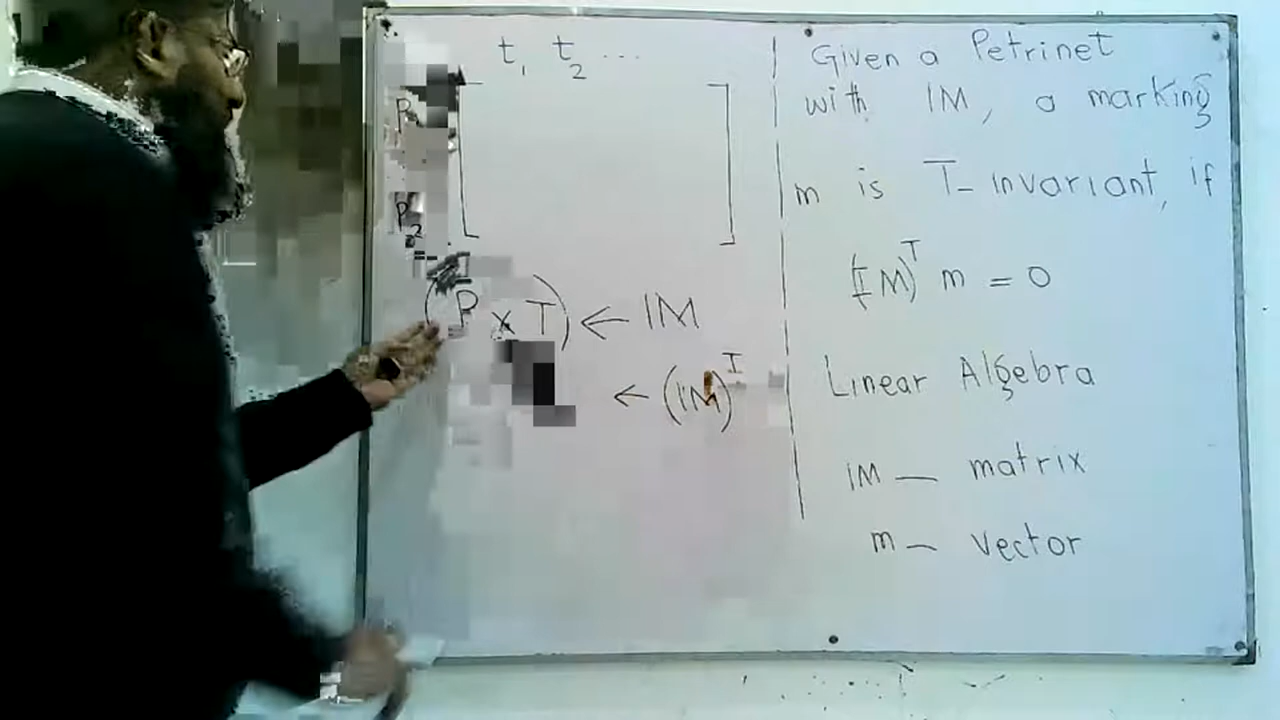 t₁ t₂ ...
P₁
P₂
(P × T) ← IM
← (IM)ᵀ
Given a Petrinet
with IM, a marking
m is T-invariant, if
(IM)ᵀ m = 0
Linear Algebra
IM — matrix
m — vector